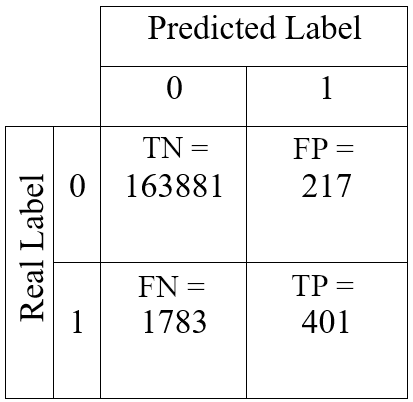 Predicted Label
0 1
Real Label
0
TN =
163881
FP =
217
1
FN =
1783
TP =
401